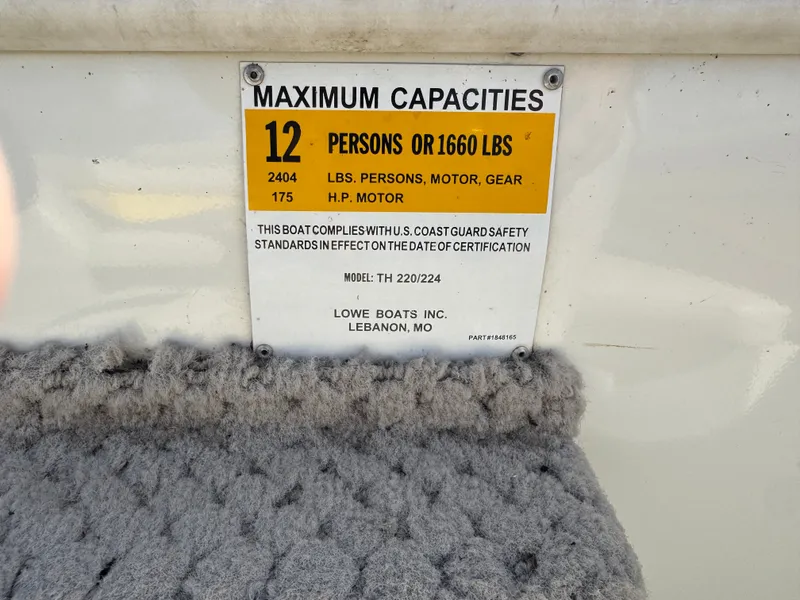 MAXIMUM CAPACITIES
12 PERSONS OR 1660 LBS
2404 LBS. PERSONS, MOTOR, GEAR
175 H.P. MOTOR
THIS BOAT COMPLIES WITH U.S. COAST GUARD SAFETY
STANDARDS IN EFFECT ON THE DATE OF CERTIFICATION
MODEL: TH 220/224
LOWE BOATS INC.
LEBANON, MO
PART #1848165